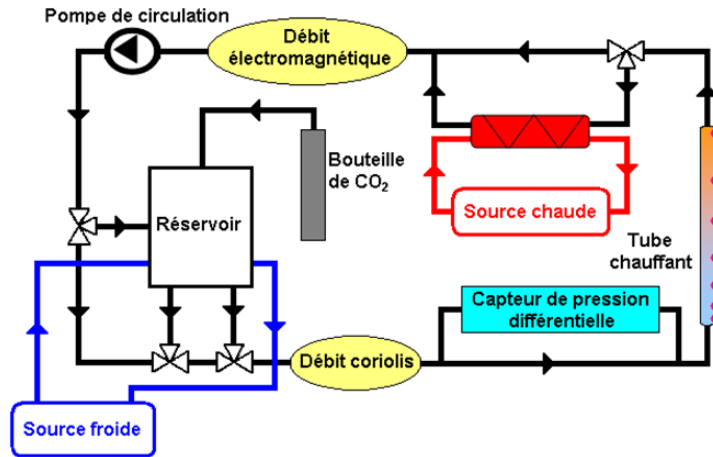 Pompe de circulation
Débit
électromagnétique
Bouteille
de CO₂
Réservoir
Source chaude
Tube
chauffant
Capteur de pression
différentielle
Débit coriolis
Source froide